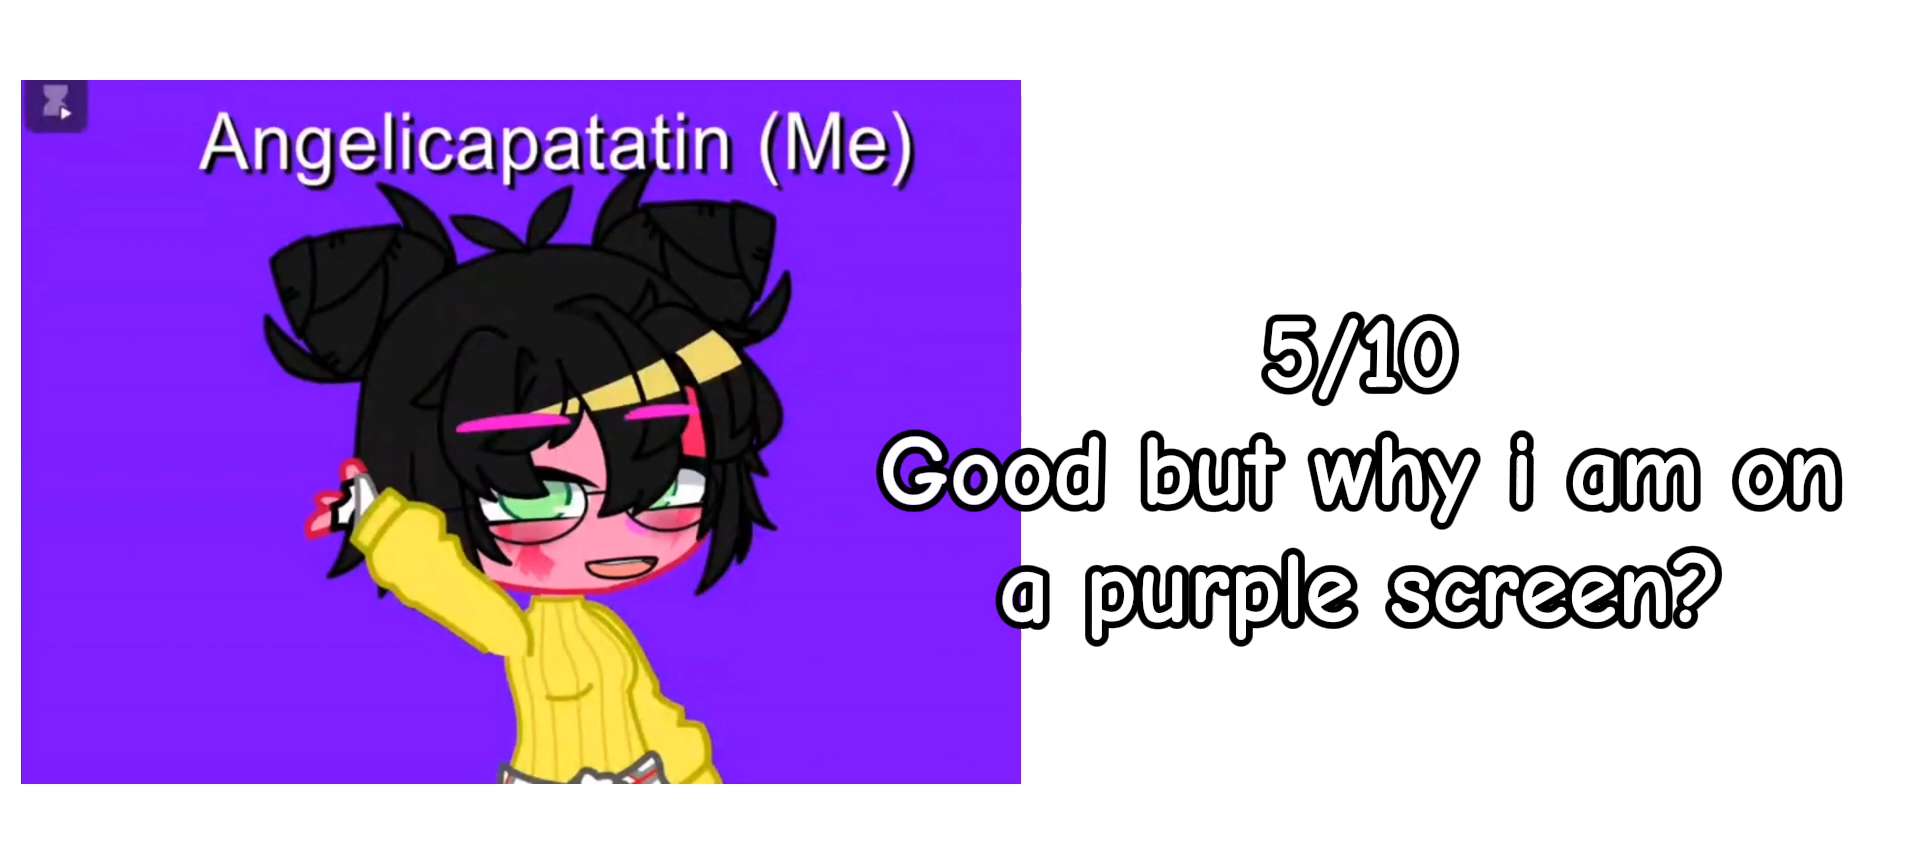 Angelicapatatin (Me)
5/10
Good but why i am on
a purple screen?